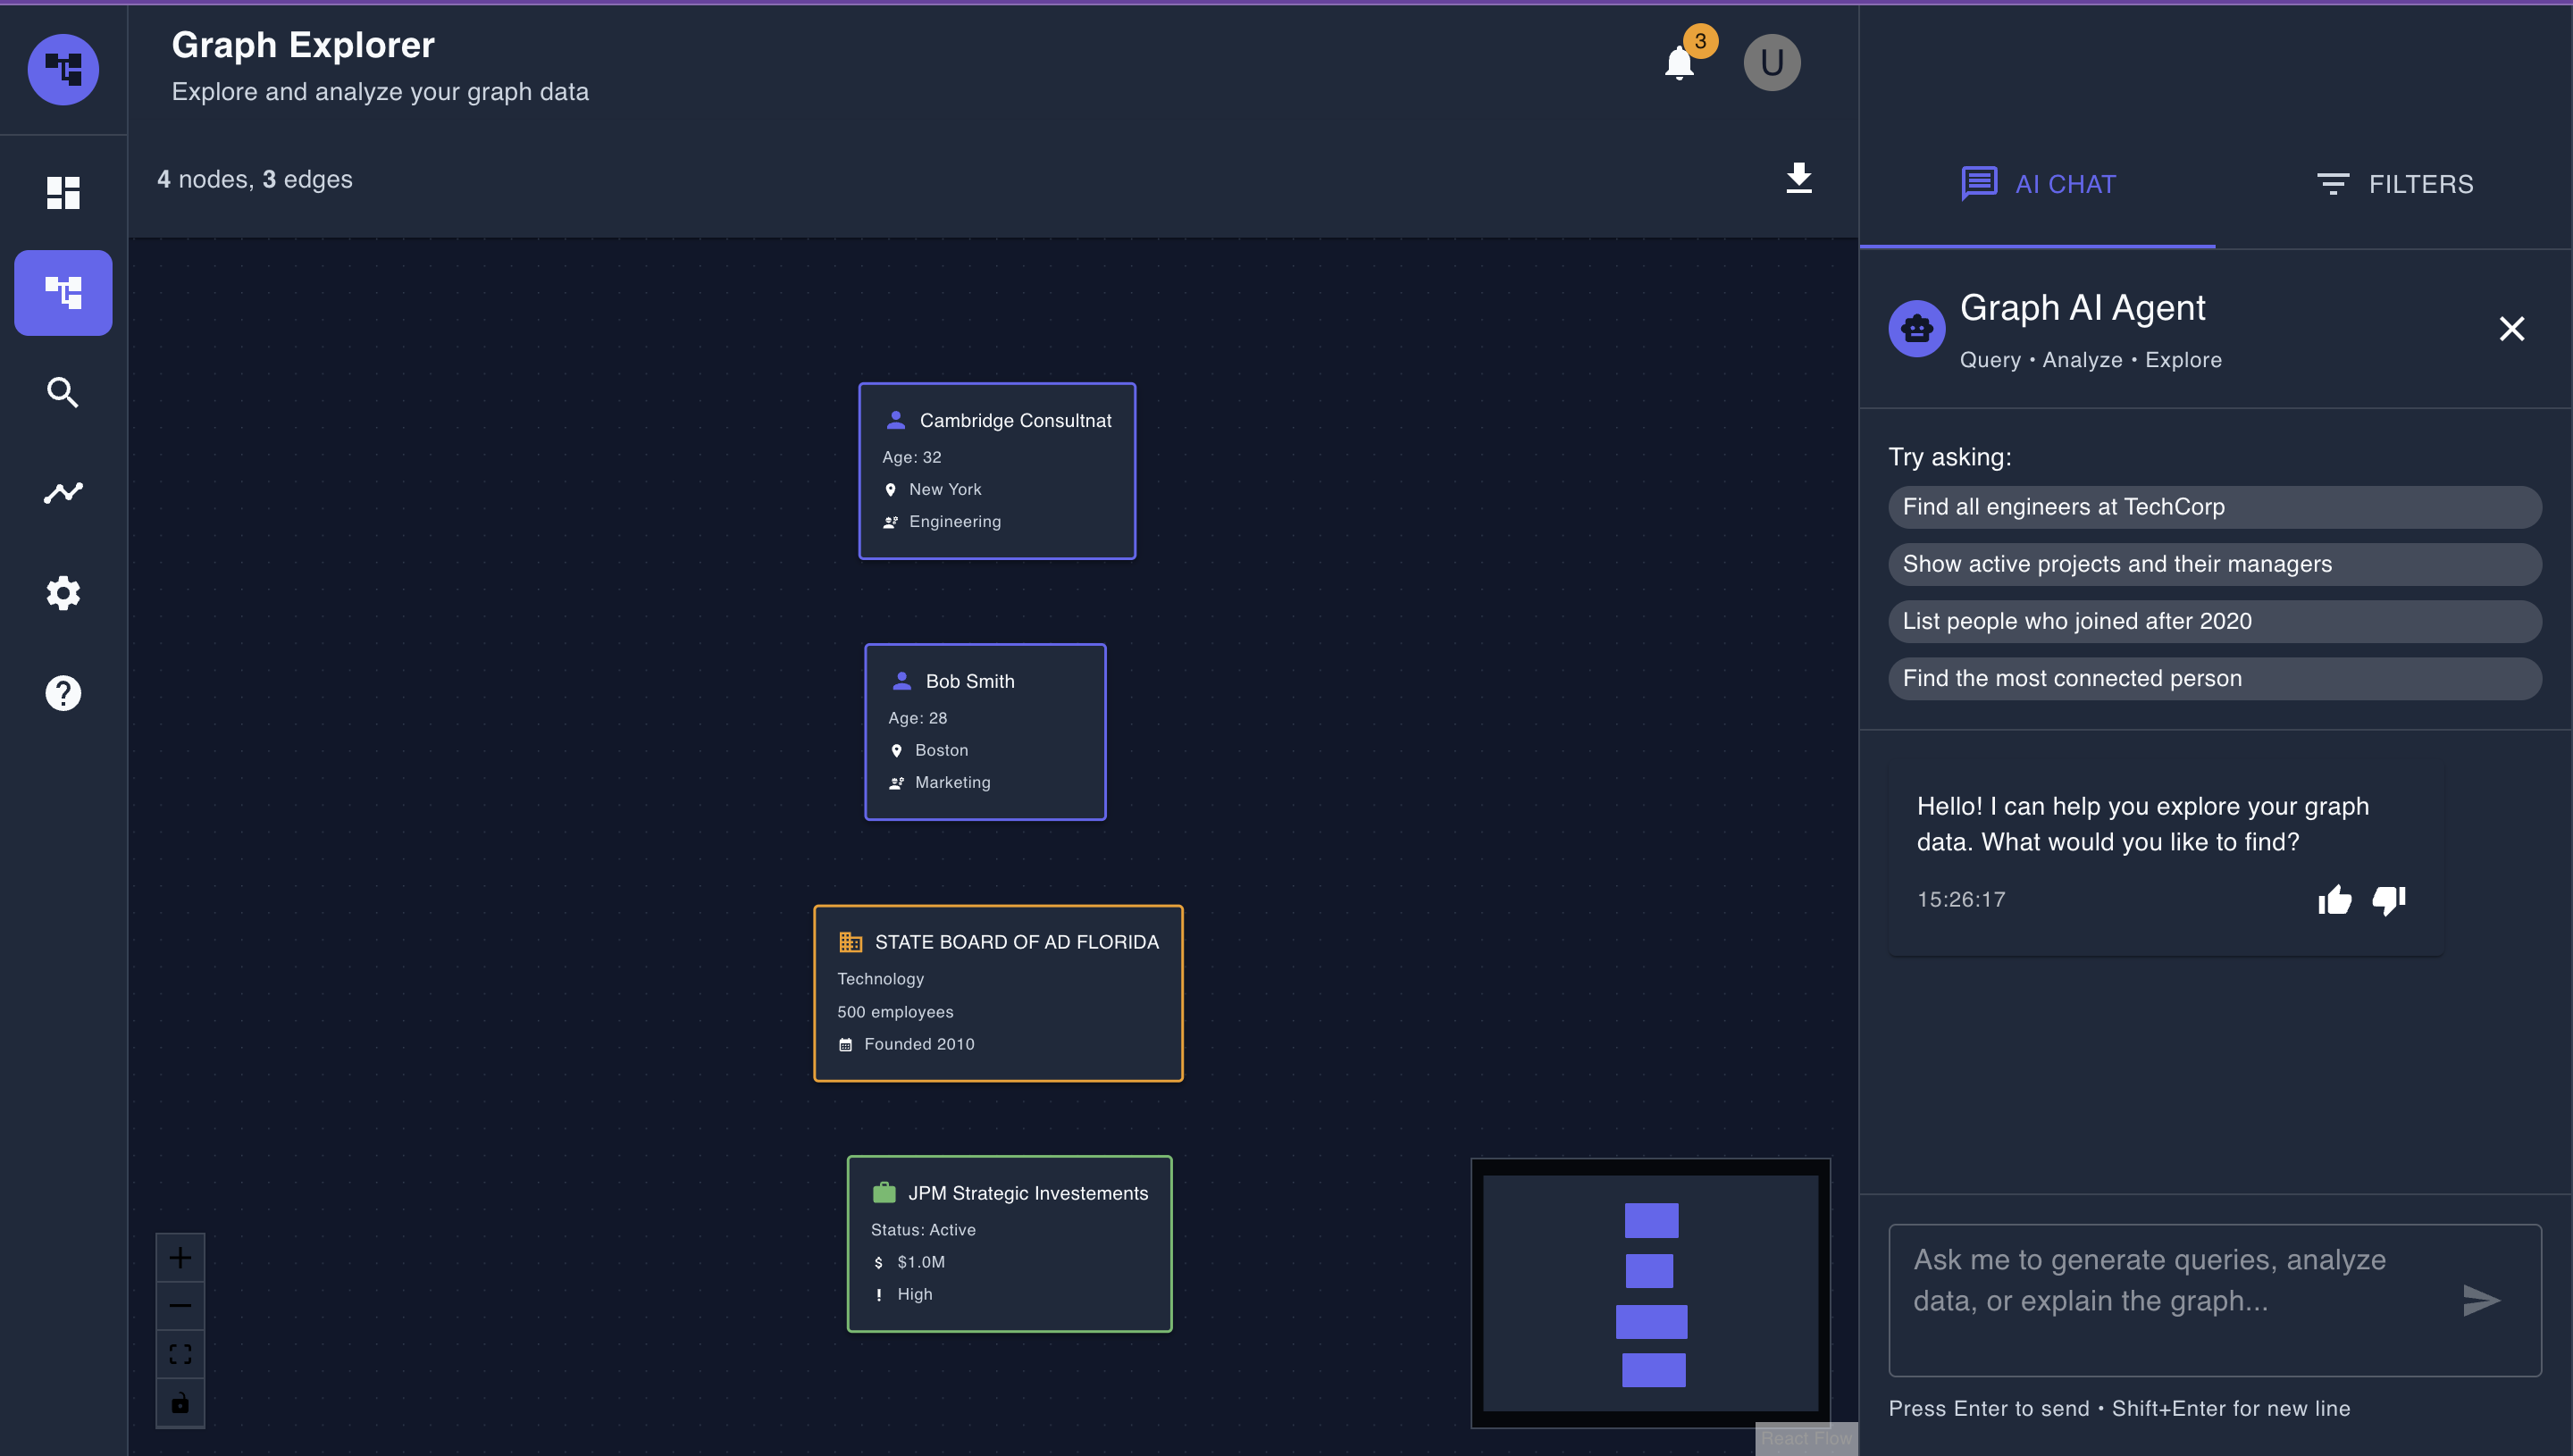 Graph Explorer
Explore and analyze your graph data
3
U
4 nodes, 3 edges
AI CHAT
FILTERS
Graph AI Agent
Query • Analyze • Explore
Try asking:
Find all engineers at TechCorp
Show active projects and their managers
List people who joined after 2020
Find the most connected person
Hello! I can help you explore your graph
data. What would you like to find?
15:26:17
Ask me to generate queries, analyze
data, or explain the graph...
Press Enter to send • Shift+Enter for new line
Cambridge Consultnat
Age: 32
New York
Engineering
Bob Smith
Age: 28
Boston
Marketing
STATE BOARD OF AD FLORIDA
Technology
500 employees
Founded 2010
JPM Strategic Investements
Status: Active
$1.0M
High
React Flow